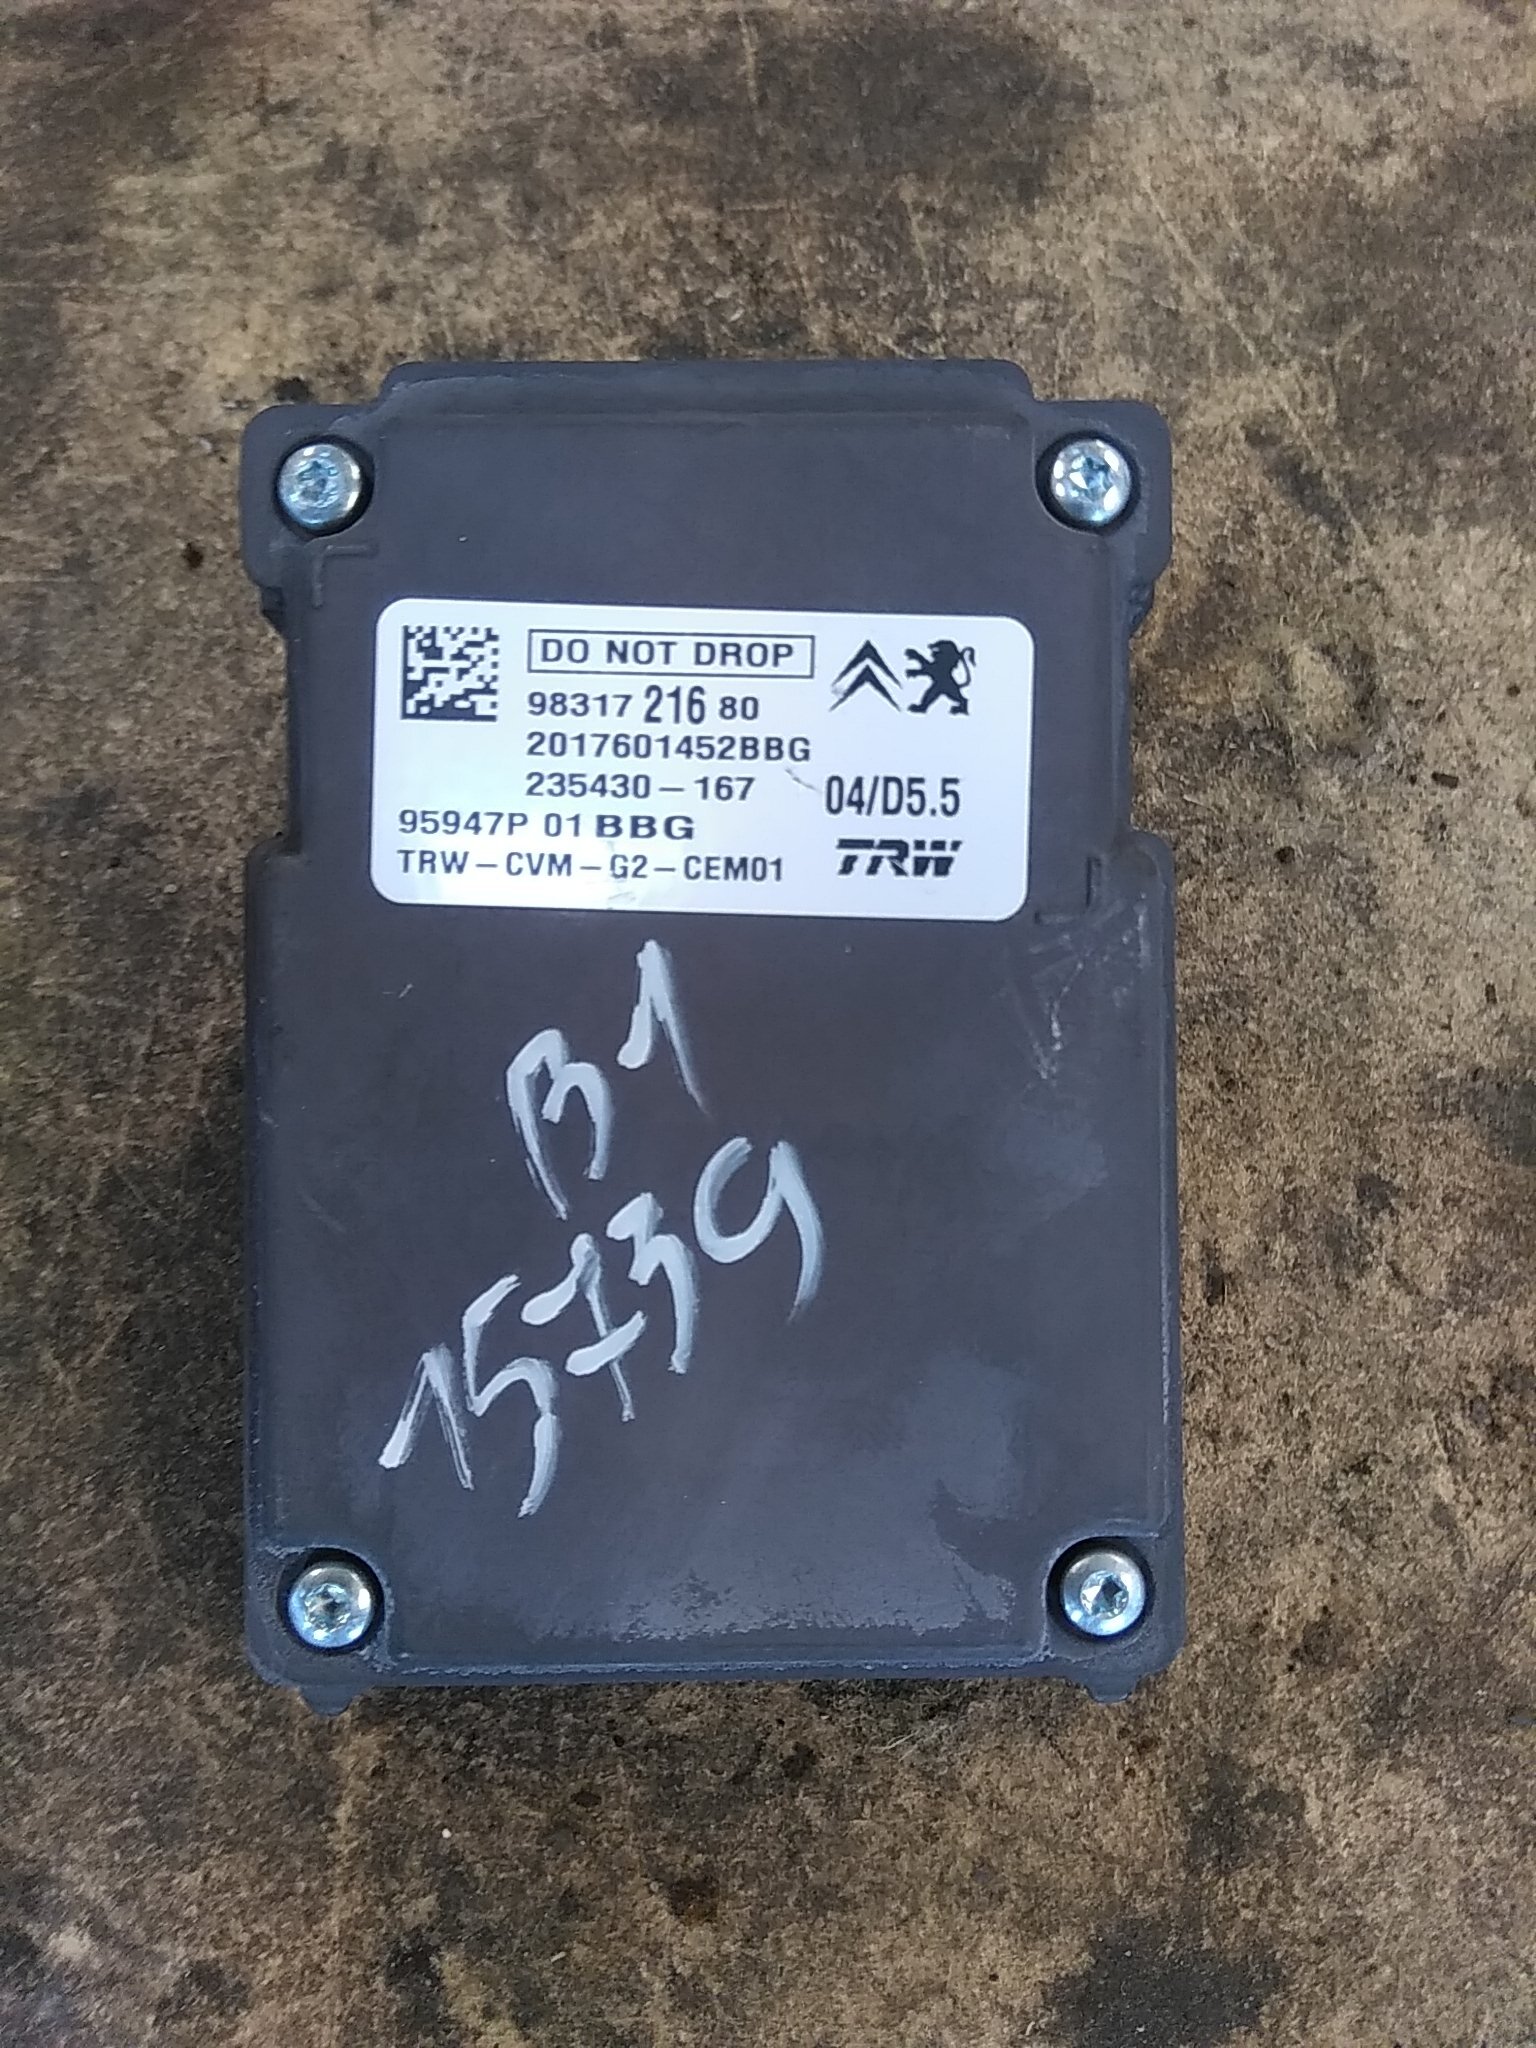 DO NOT DROP
98317 216 80
2017601452BBG
235430-167 04/D5.5
95947P 01 BBG
TRW-CVM-G2-CEM01 TRW
B1
15739